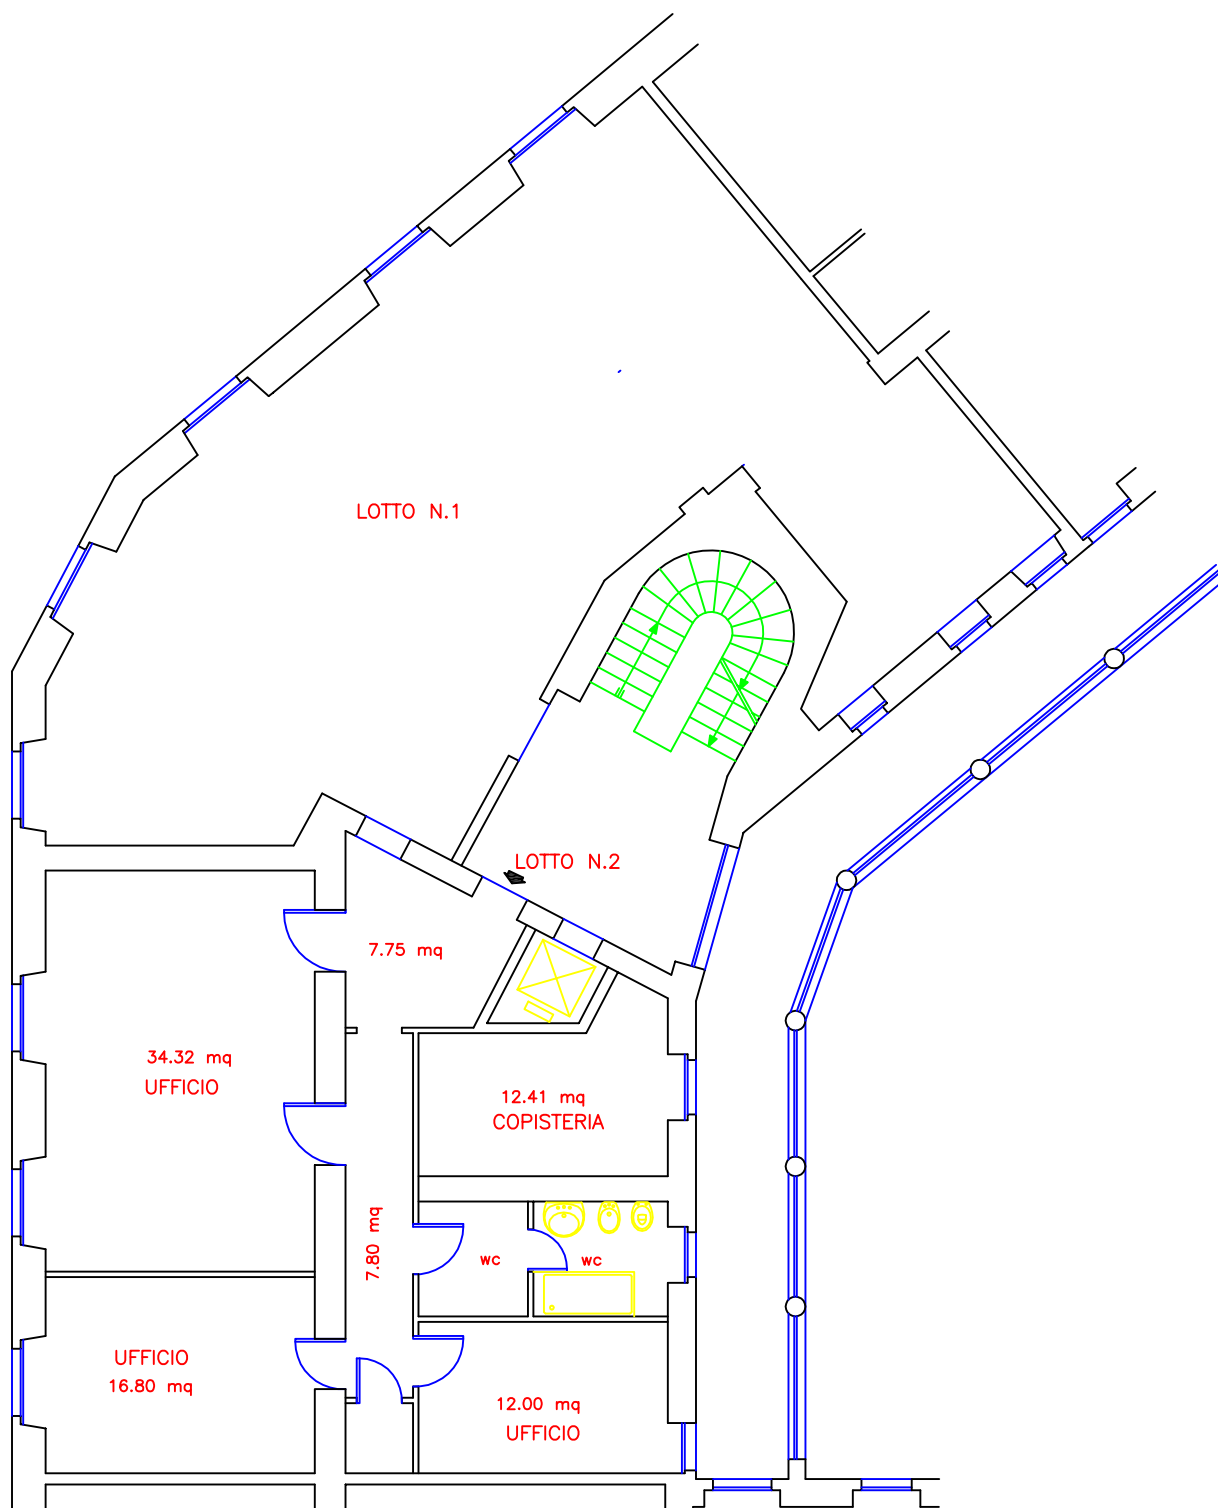 LOTTO N.1
LOTTO N.2
7.75 mq
34.32 mq
UFFICIO
12.41 mq
COPISTERIA
7.80 mq
wc
wc
UFFICIO
16.80 mq
12.00 mq
UFFICIO